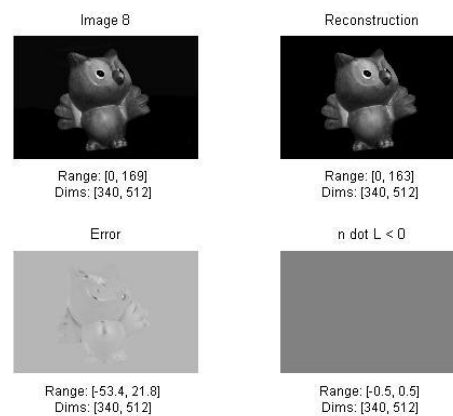 Image 8
Reconstruction
Range: [0, 169]
Dims: [340, 512]
Range: [0, 163]
Dims: [340, 512]
Error
n dot L < 0
Range: [-53.4, 21.8]
Dims: [340, 512]
Range: [-0.5, 0.5]
Dims: [340, 512]